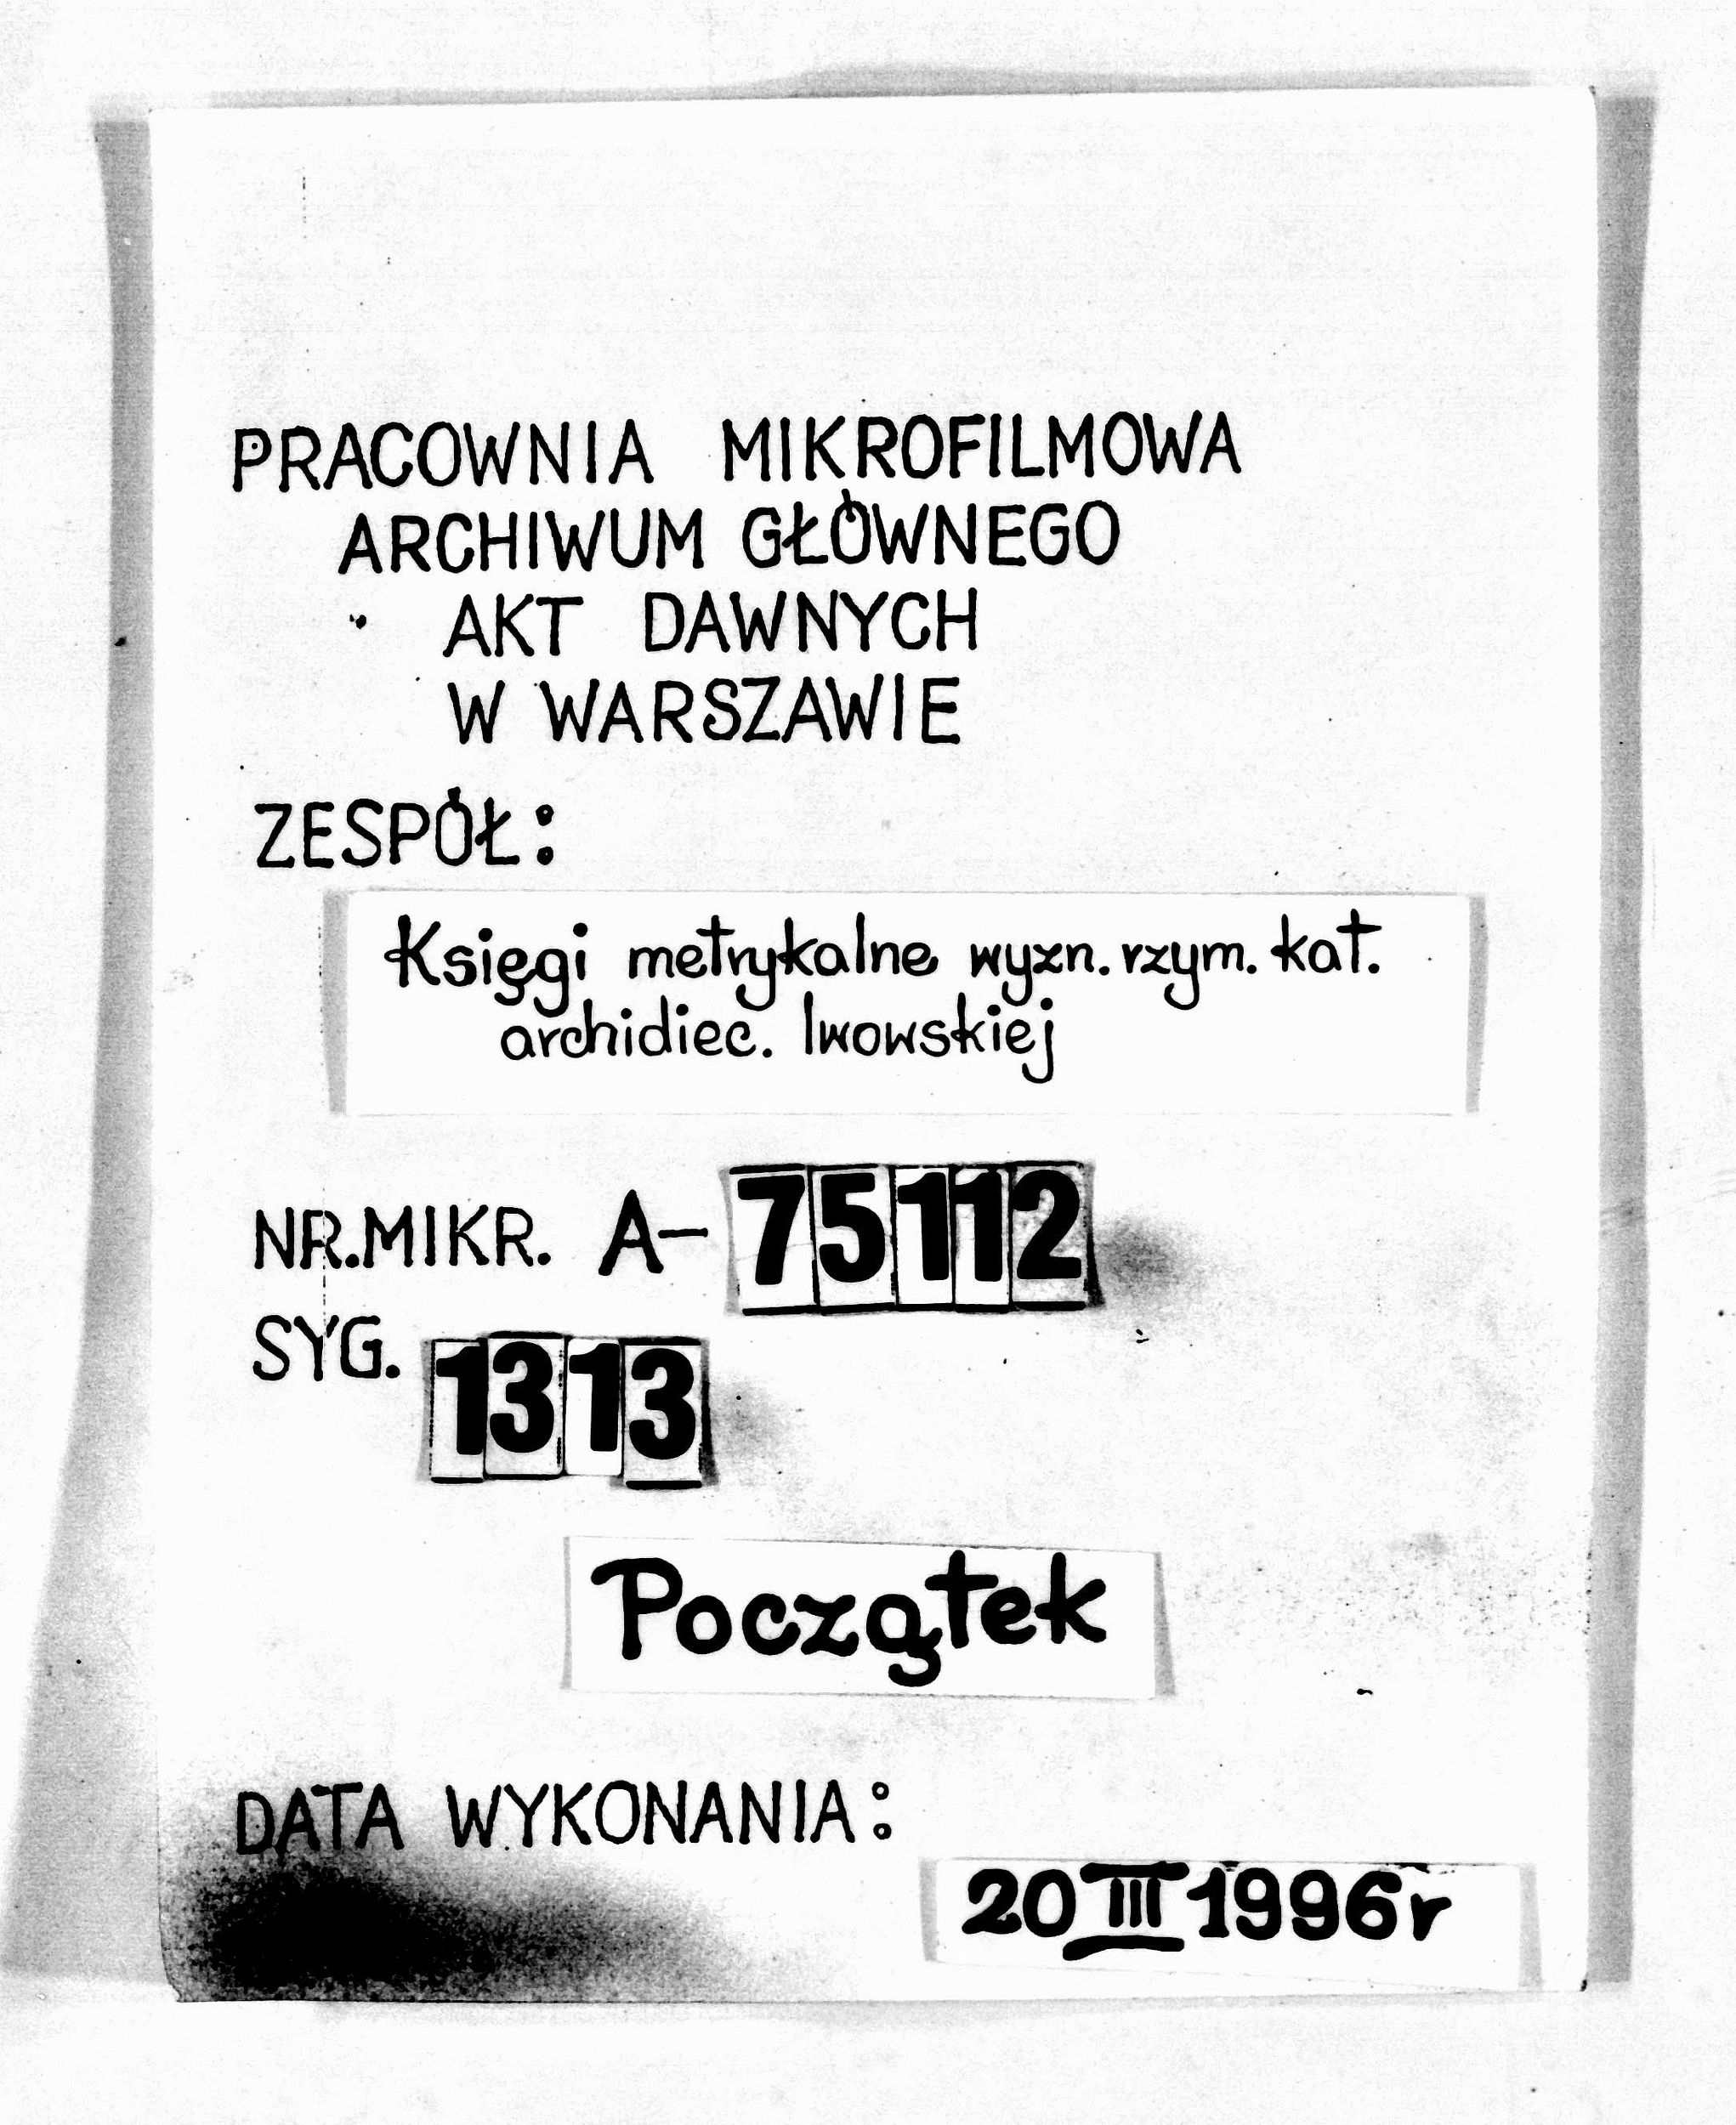 PRACOWNIA MIKROFILMOWA
ARCHIWUM GŁÓWNEGO
AKT DAWNYCH
W WARSZAWIE
ZESPÓŁ:
Księgi metrykalne wyzn. rzym. kat.
archidiec. lwowskiej
NR. MIKR. A-75112
SYG. 1313
Początek
DATA WYKONANIA:
20 III 1996r